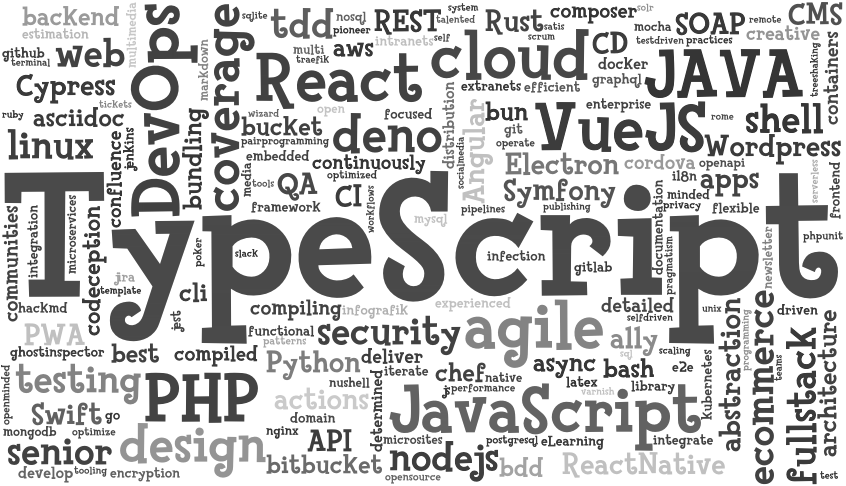 backend
estimation
multimedia
DevOps
markdown
coverage
sqlite
tdd
nosql
pioneer
REST
system
talented
Rust
satis
composer
solr
mocha
SOAP
remote
CMS
creative
github
terminal
web
multi
traefik
aws
intranets
self
scrum
cloud
CD
testdriven
practices
docker
graphql
JAVA
treeshaking
containers
Cypress
tickets
React
extranets
efficient
ruby
asciidoc
bundling
wizard
open
bucket
focused
deno
distribution
Angular
bun
git
operate
enterprise
VueJS
rome
shell
linux
confluence
jenkins
pairprogramming
embedded
continuously
socialmedia
Electron
cordova
openapi
Wordpress
media
tools
QA
optimized
CI
workflows
Symfony
il8n
minded
privacy
apps
serverless
frontend
framework
mysql
pipelines
publishing
flexible
TypeScript
communities
integration
microservices
codeception
poker
slack
infection
gitlab
documentation
pragmatism
newsletter
phpunit
jira
template
hackmd
cli
jest
compiling
infografik
experienced
detailed
selfdriven
unix
driven
PWA
functional
patterns
security
agile
a11y
sql
scaling
abstraction
programming
ecommerce
teams
fullstack
architecture
ghostinspector
best
compiled
Python
deliver
iterate
nushell
chef
native
async
bash
e2e
kubernetes
openminded
testing
PHP
actions
determined
js
performance
latex
varnish
library
Swift
go
domain
JavaScript
mongodb
optimize
nginx
API
microsites
postgresql
eLearning
integrate
senior
design
bitbucket
nodejs
bdd
ReactNative
develop
tooling
encryption
opensource
test